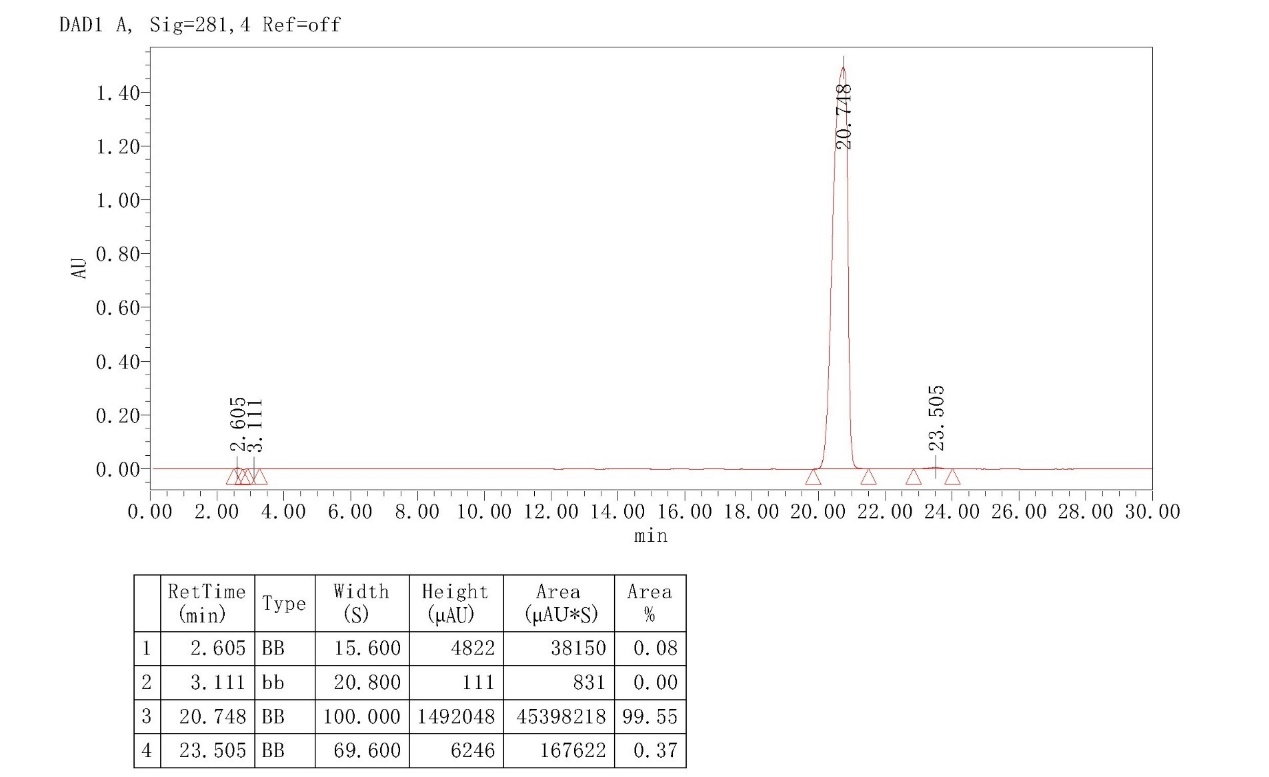 DAD1 A, Sig=281,4 Ref=off
AU
1.40
1.20
1.00
0.80
0.60
0.40
0.20
0.00
2.605
3.111
20.748
23.505
0.00 2.00 4.00 6.00 8.00 10.00 12.00 14.00 16.00 18.00 20.00 22.00 24.00 26.00 28.00 30.00
min
RetTime (min) Type Width (S) Height (μAU) Area (μAU*S) Area %
1 2.605 BB 15.600 4822 38150 0.08
2 3.111 bb 20.800 111 831 0.00
3 20.748 BB 100.000 1492048 45398218 99.55
4 23.505 BB 69.600 6246 167622 0.37